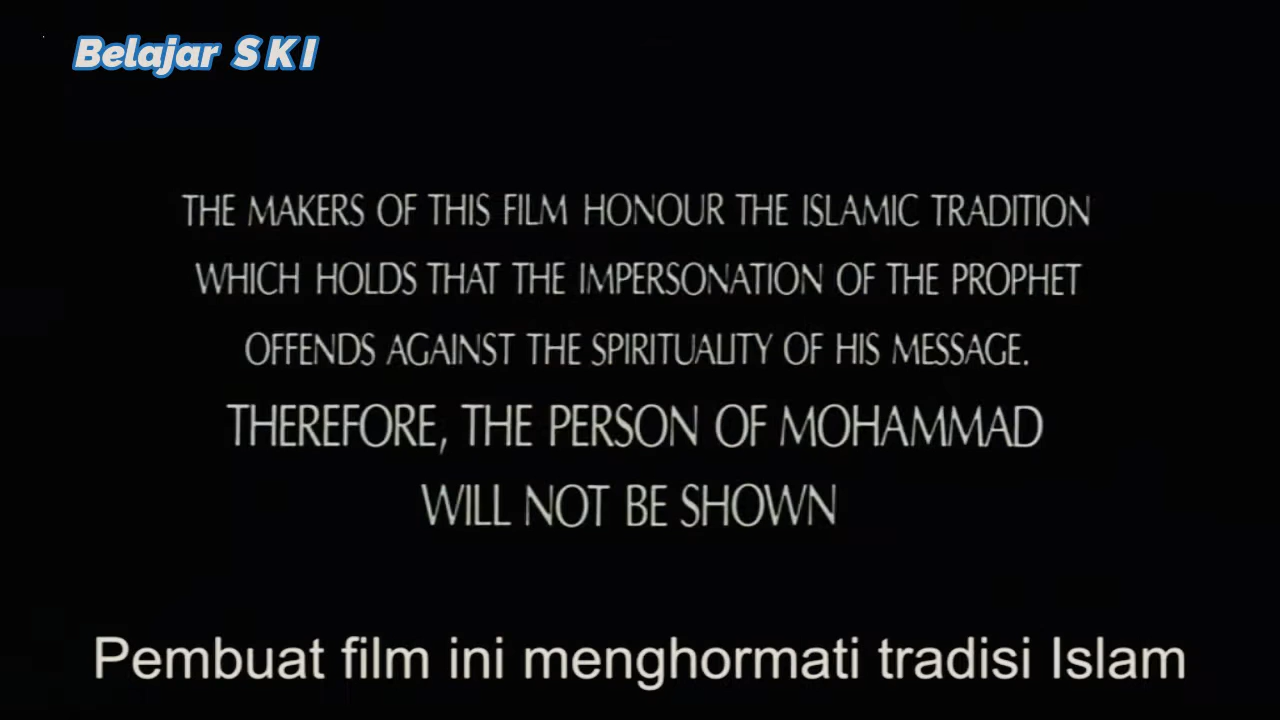 Belajar SKI
THE MAKERS OF THIS FILM HONOUR THE ISLAMIC TRADITION
WHICH HOLDS THAT THE IMPERSONATION OF THE PROPHET
OFFENDS AGAINST THE SPIRITUALITY OF HIS MESSAGE.
THEREFORE, THE PERSON OF MOHAMMAD
WILL NOT BE SHOWN
Pembuat film ini menghormati tradisi Islam